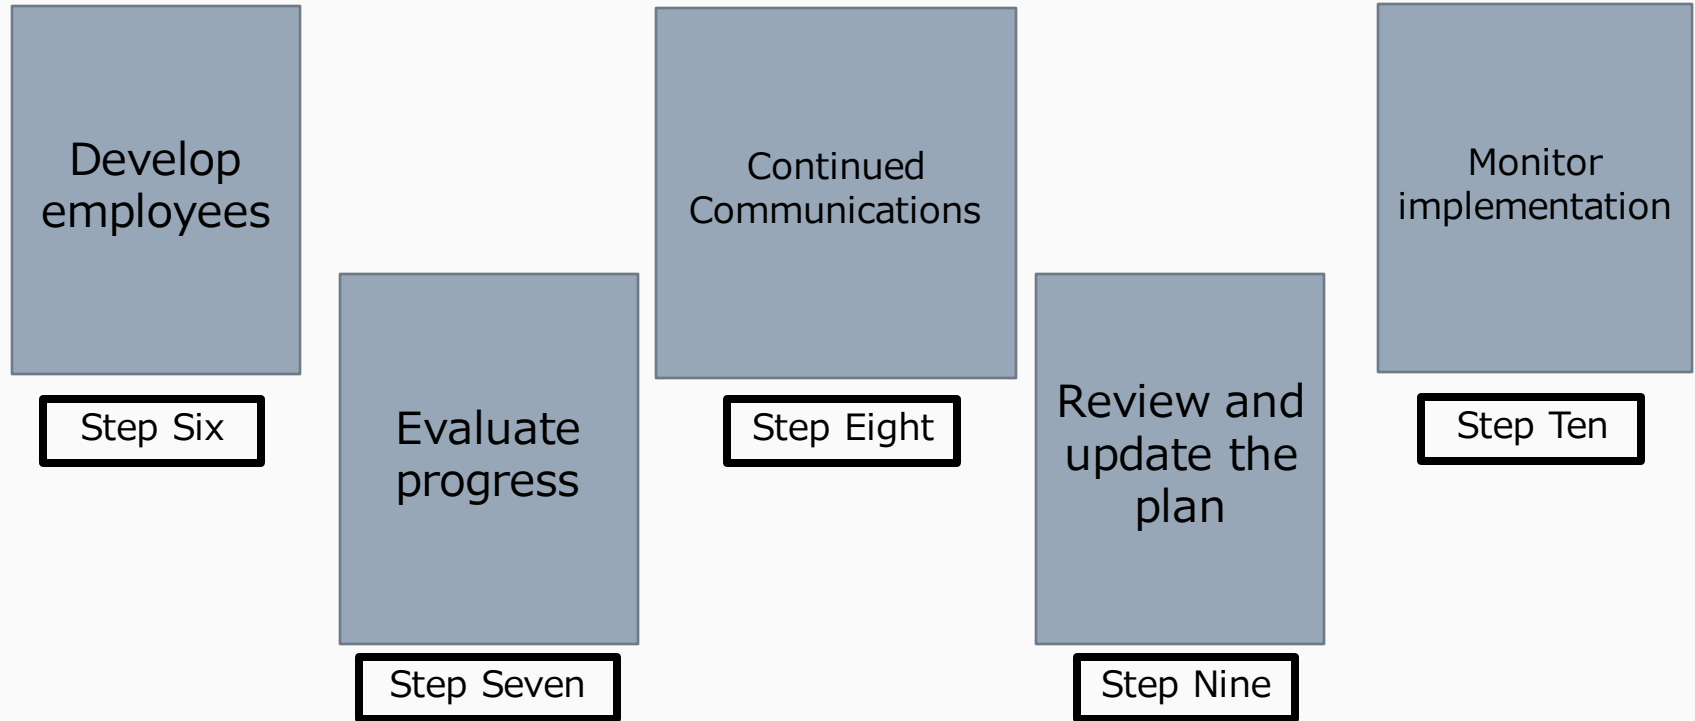 Develop
employees
Step Six
Evaluate
progress
Step Seven
Continued
Communications
Step Eight
Review and
update the
plan
Step Nine
Monitor
implementation
Step Ten